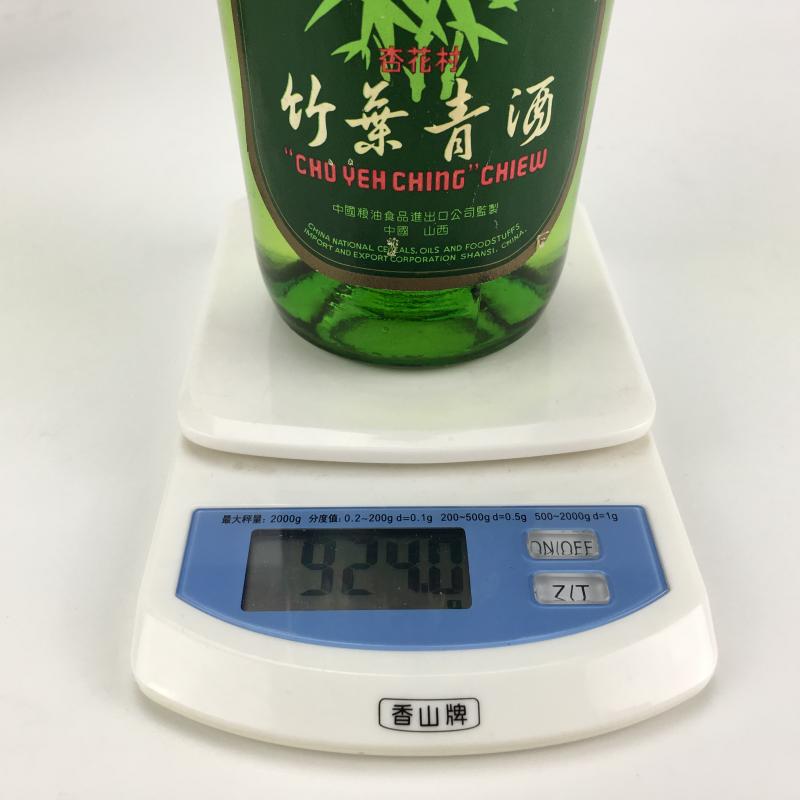 杏花村
竹葉青酒
"CHU YEH CHING" CHIEW
中國粮油食品進出口公司監製
中國 山西
CHINA NATIONAL CEREALS, OILS AND FOODSTUFFS
IMPORT AND EXPORT CORPORATION SHANSI, CHINA.
最大秤量: 2000g 分度值: 0.2~200g d=0.1g 200~500g d=0.5g 500~2000g d=1g
924.0
ON/OFF
Z/T
香山牌